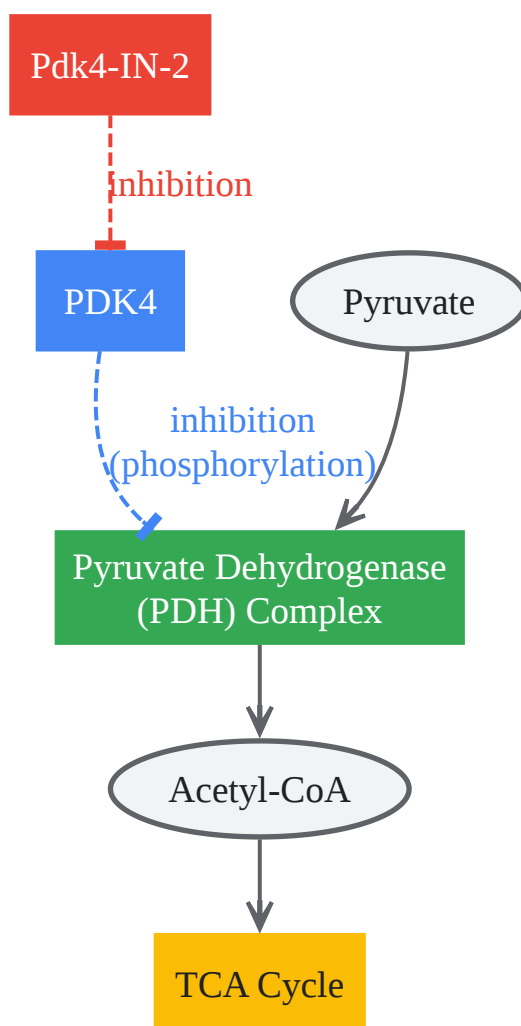 Pdk4-IN-2
inhibition
PDK4
Pyruvate
inhibition
(phosphorylation)
Pyruvate Dehydrogenase
(PDH) Complex
Acetyl-CoA
TCA Cycle